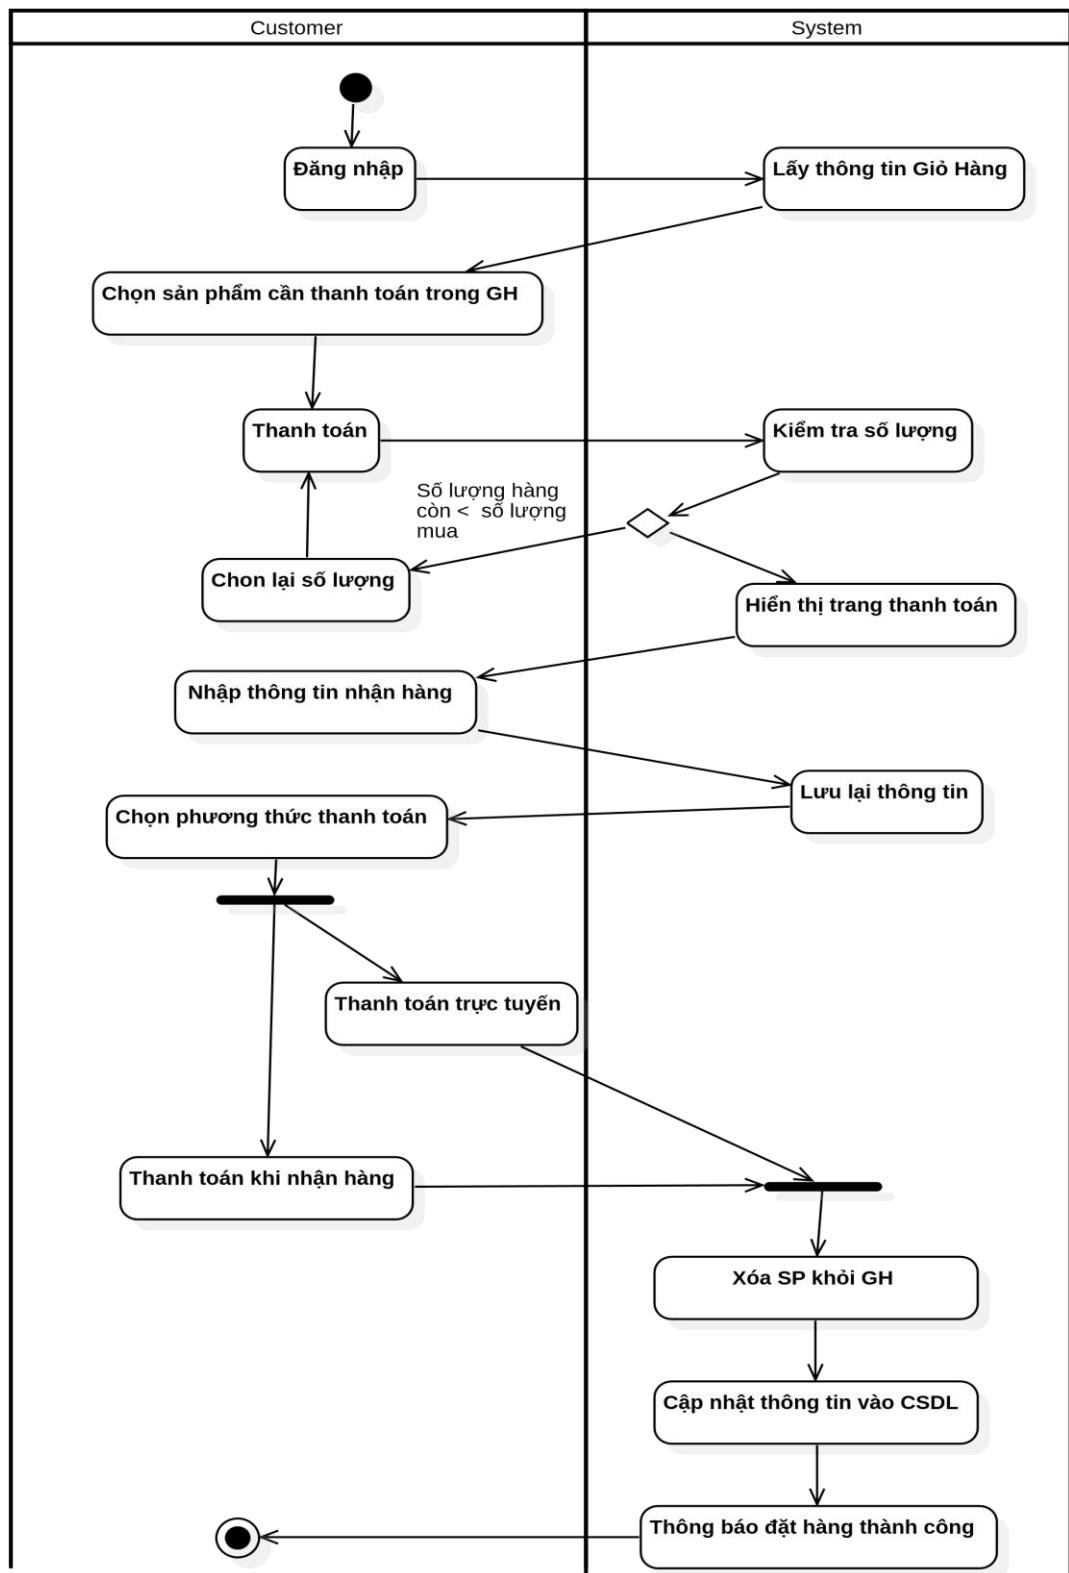 Customer
System
Đăng nhập
Lấy thông tin Giỏ Hàng
Chọn sản phẩm cần thanh toán trong GH
Thanh toán
Kiểm tra số lượng
Số lượng hàng
còn <  số lượng
mua
Chon lại số lượng
Hiển thị trang thanh toán
Nhập thông tin nhận hàng
Lưu lại thông tin
Chọn phương thức thanh toán
Thanh toán trực tuyến
Thanh toán khi nhận hàng
Xóa SP khỏi GH
Cập nhật thông tin vào CSDL
Thông báo đặt hàng thành công